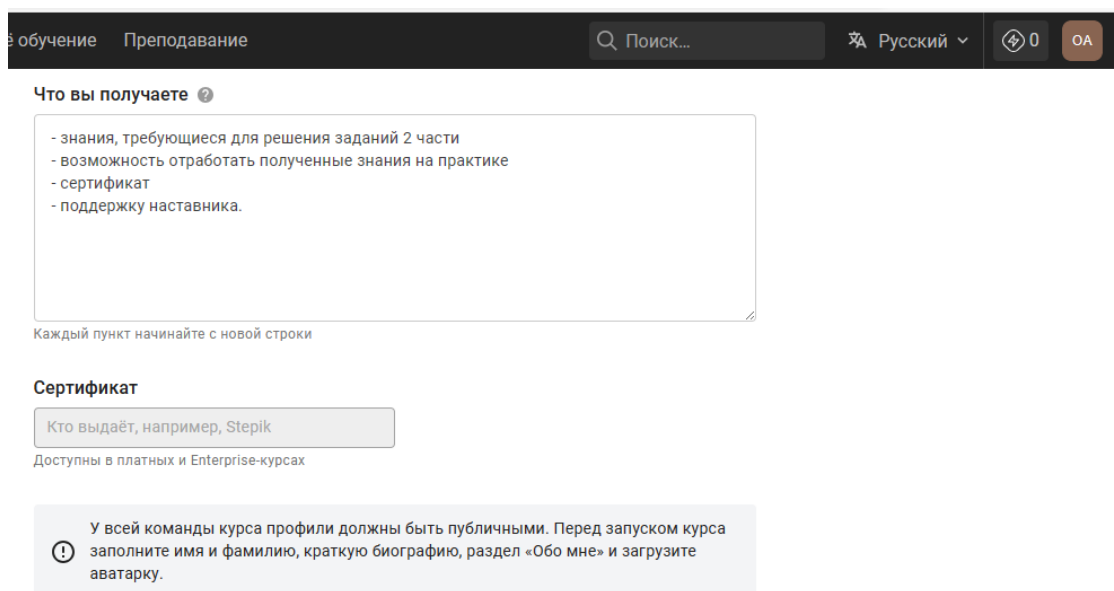 ё обучение Преподавание Поиск... Русский 0 ОА
Что вы получаете
- знания, требующиеся для решения заданий 2 части
- возможность отработать полученные знания на практике
- сертификат
- поддержку наставника.
Каждый пункт начинайте с новой строки
Сертификат
Кто выдаёт, например, Stepik
Доступны в платных и Enterprise-курсах
У всей команды курса профили должны быть публичными. Перед запуском курса
заполните имя и фамилию, краткую биографию, раздел «Обо мне» и загрузите
аватарку.